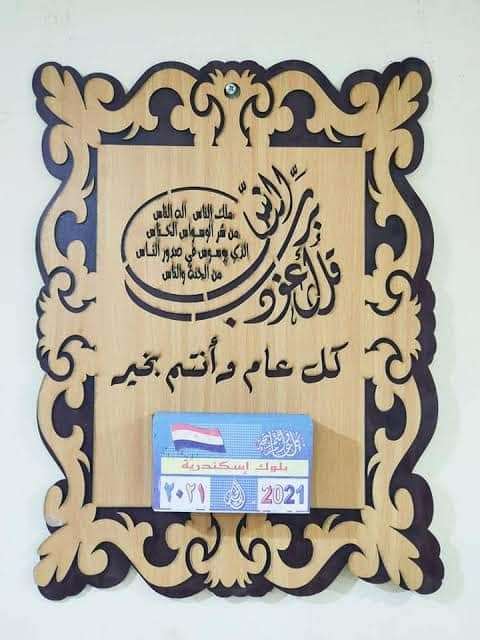 قل أعوذ برب الناس
ملك الناس اله الناس
من شر الوسواس الخناس
الذي يوسوس في صدور الناس
من الجنة والناس
كل عام وأنتم بخير
بلوك إسكندرية
٢٠٢١
2021